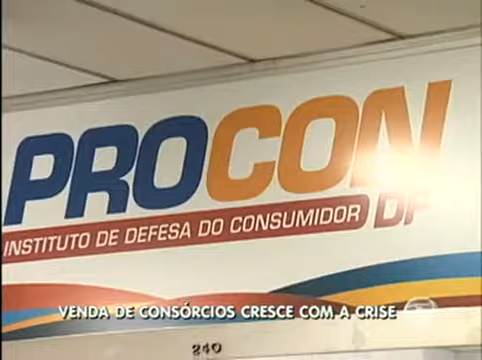 PROCON
INSTITUTO DE DEFESA DO CONSUMIDOR DF
VENDA DE CONSÓRCIOS CRESCE COM A CRISE
240